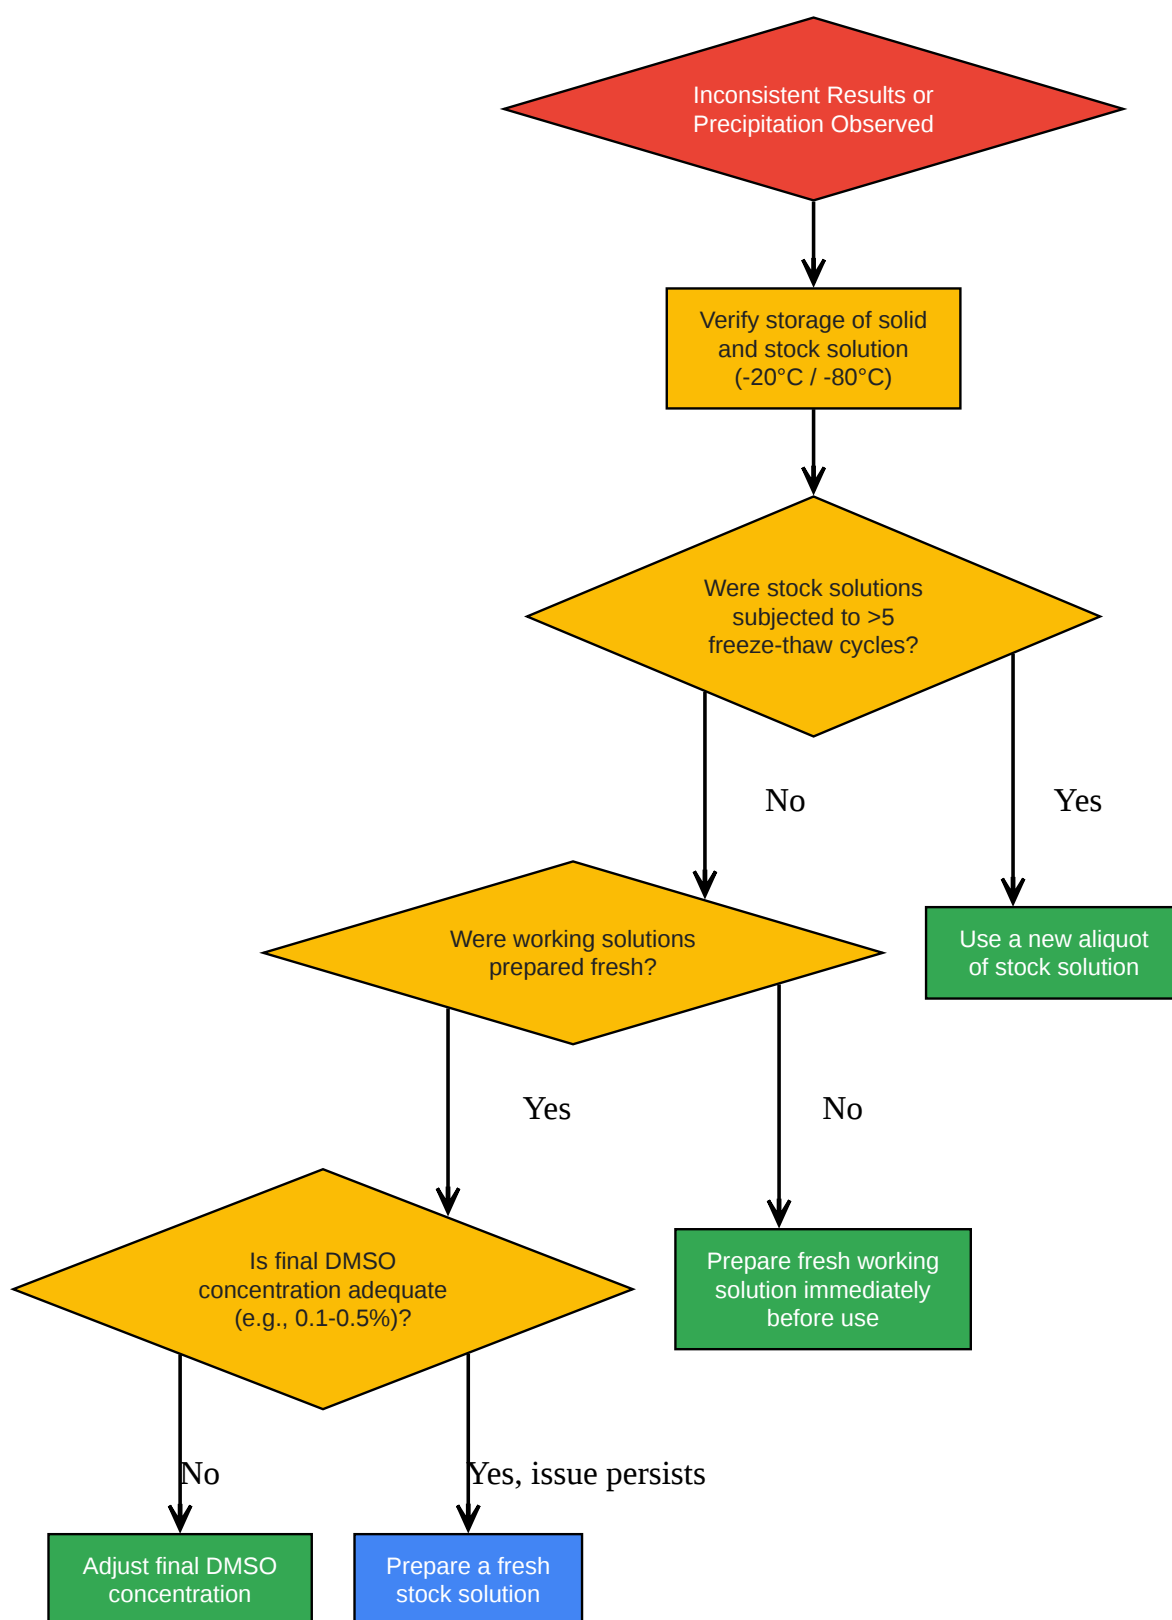 Inconsistent Results or
Precipitation Observed
Verify storage of solid
and stock solution
(-20°C / -80°C)
Were stock solutions
subjected to >5
freeze-thaw cycles?
No
Yes
Were working solutions
prepared fresh?
Use a new aliquot
of stock solution
Yes
No
Is final DMSO
concentration adequate
(e.g., 0.1-0.5%)?
Prepare fresh working
solution immediately
before use
No
Yes, issue persists
Adjust final DMSO
concentration
Prepare a fresh
stock solution